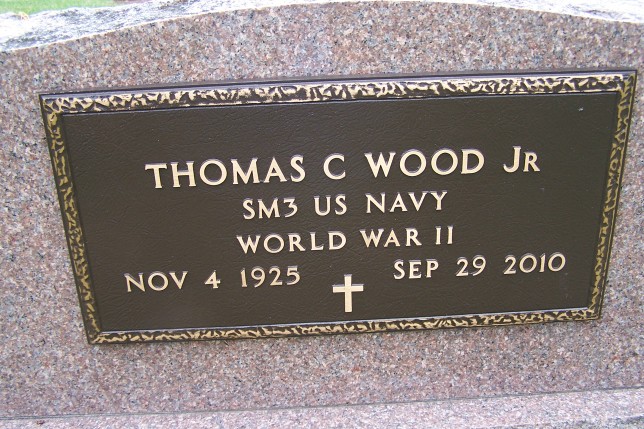 THOMAS C WOOD JR
SM3 US NAVY
WORLD WAR II
NOV 4 1925 SEP 29 2010